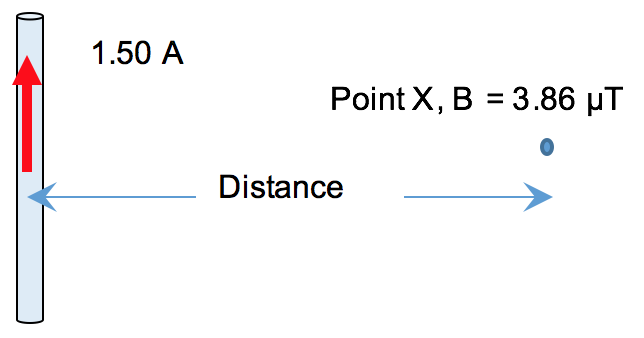 1.50 A
Point X, B = 3.86 µT
Distance